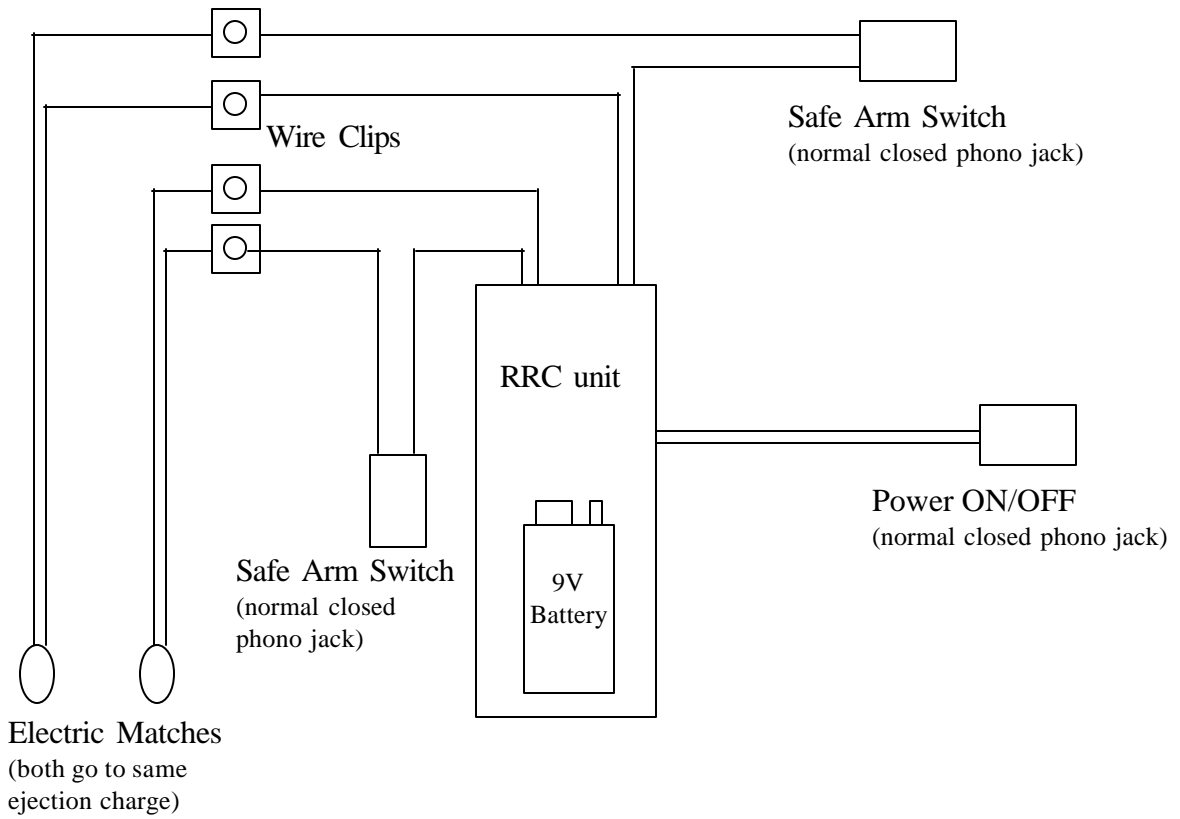 Safe Arm Switch
(normal closed phono jack)
Wire Clips
RRC unit
Power ON/OFF
(normal closed phono jack)
Safe Arm Switch
(normal closed
phono jack)
9V
Battery
Electric Matches
(both go to same
ejection charge)